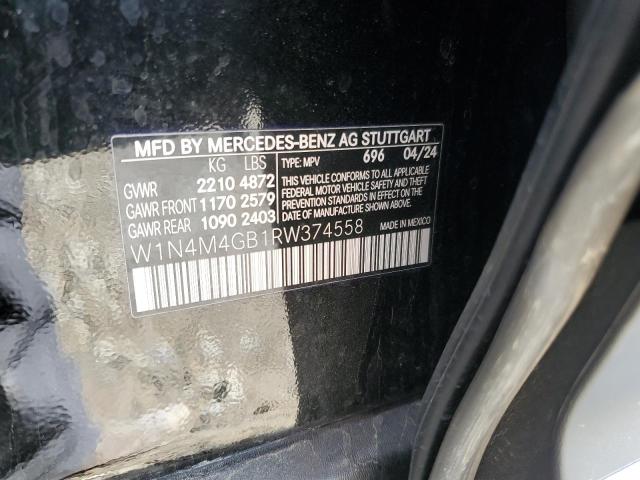 MFD BY MERCEDES-BENZ AG STUTTGART
KG LBS TYPE: MPV 696 04/24
GVWR 2210 4872
GAWR FRONT 1170 2579
GAWR REAR 1090 2403
THIS VEHICLE CONFORMS TO ALL APPLICABLE
FEDERAL MOTOR VEHICLE SAFETY AND THEFT
PREVENTION STANDARDS IN EFFECT ON THE DATE
OF MANUFACTURE SHOWN ABOVE.
W1N4M4GB1RW374558 MADE IN MEXICO